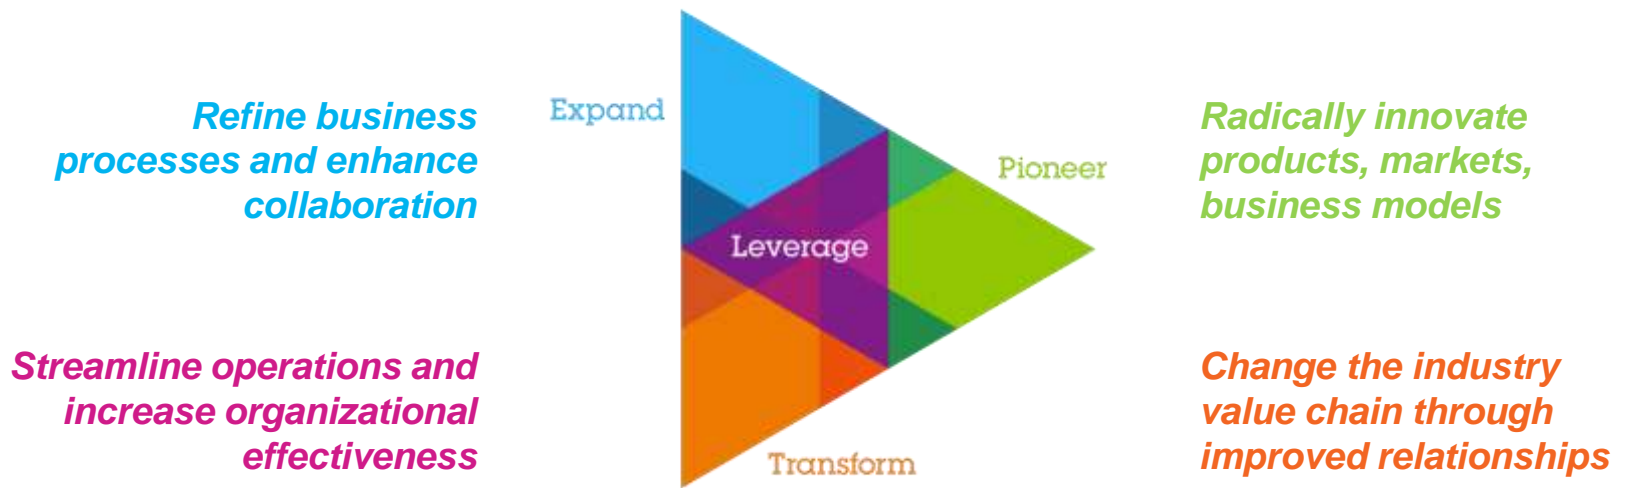 Refine business
processes and enhance
collaboration
Expand
Pioneer
Radically innovate
products, markets,
business models
Leverage
Streamline operations and
increase organizational
effectiveness
Transform
Change the industry
value chain through
improved relationships